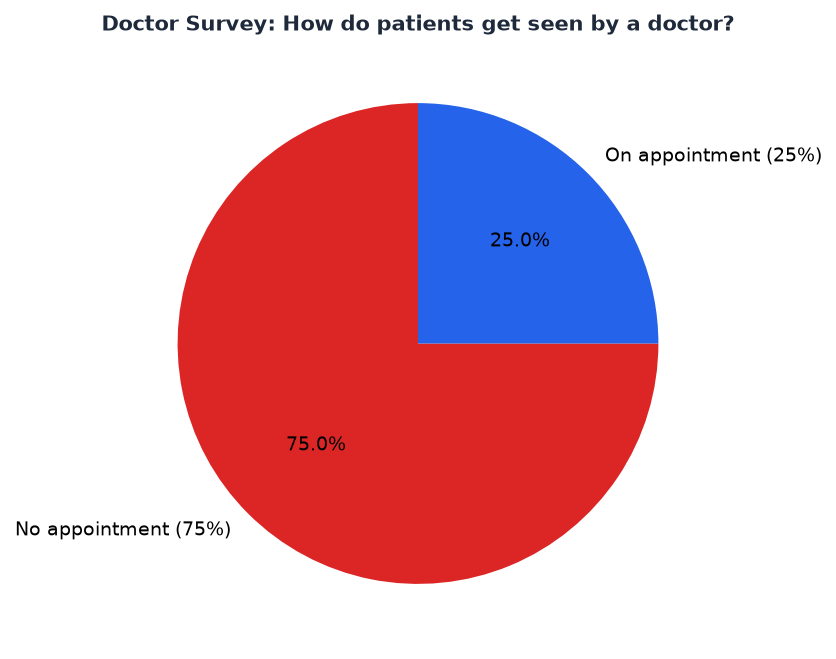 Doctor Survey: How do patients get seen by a doctor?
On appointment (25%)
25.0%
75.0%
No appointment (75%)